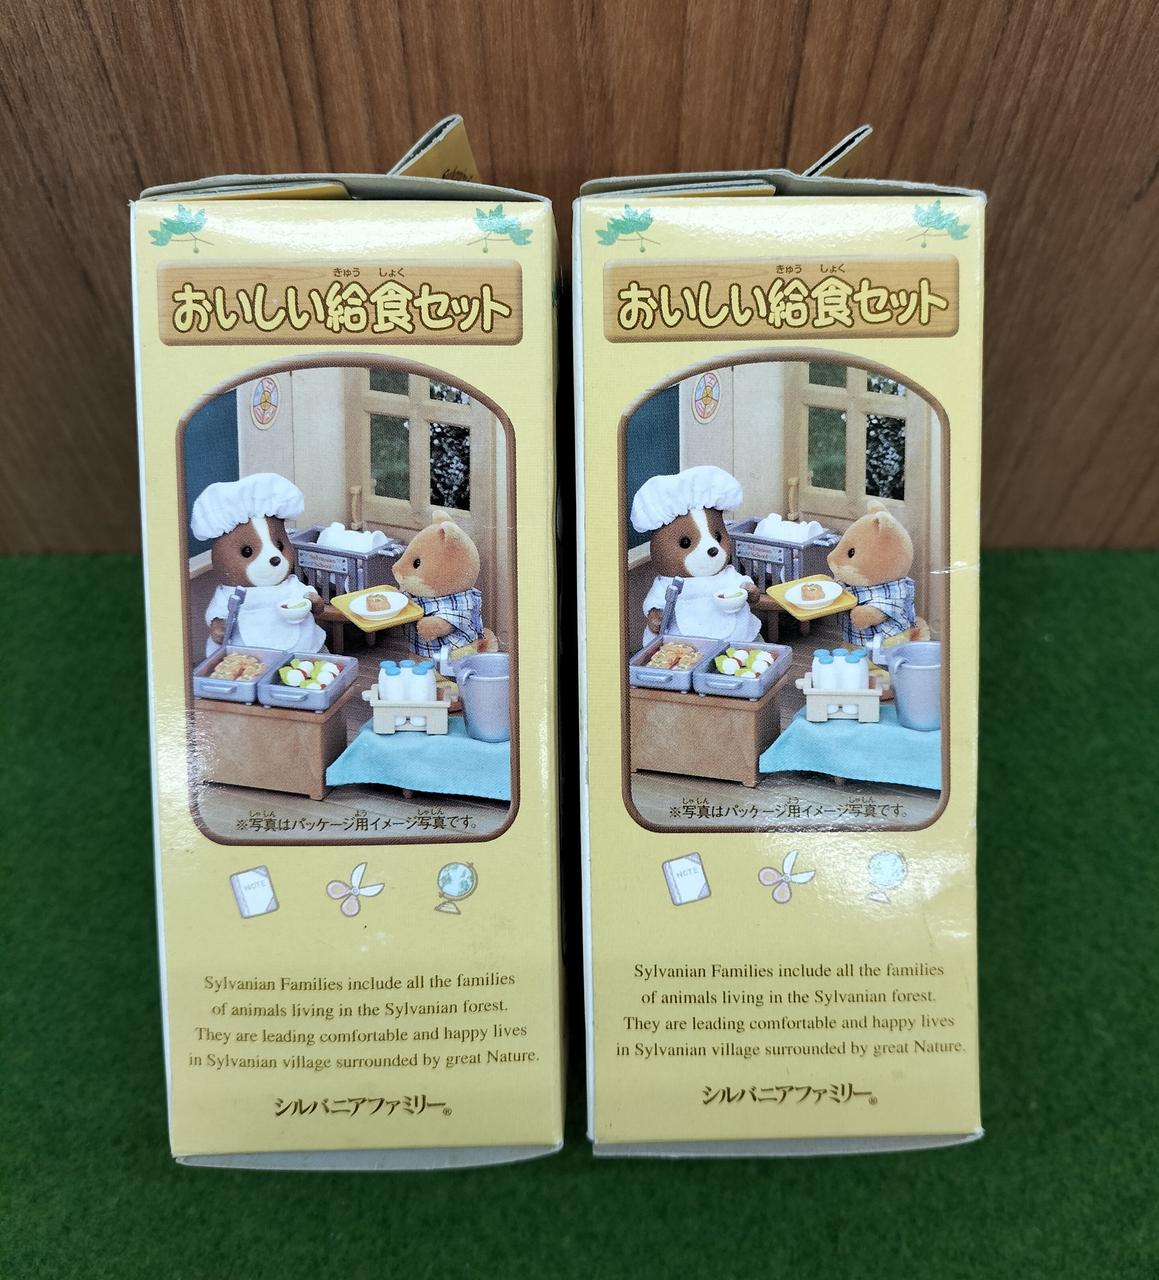 きゅう しょく
おいしい給食セット
Sylvanian
School
しゃしん よう しゃしん
※写真はパッケージ用イメージ写真です。
NOTE
Sylvanian Families include all the families
of animals living in the Sylvanian forest.
They are leading comfortable and happy lives
in Sylvanian village surrounded by great Nature.
シルバニアファミリー®
きゅう しょく
おいしい給食セット
Sylvanian
School
しゃしん よう しゃしん
※写真はパッケージ用イメージ写真です。
NOTE
Sylvanian Families include all the families
of animals living in the Sylvanian forest.
They are leading comfortable and happy lives
in Sylvanian village surrounded by great Nature.
シルバニアファミリー®